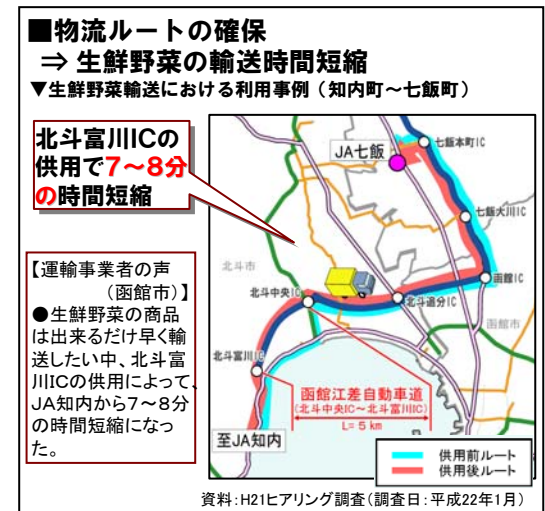 ■物流ルートの確保
⇒ 生鮮野菜の輸送時間短縮
▼生鮮野菜輸送における利用事例（知内町～七飯町）
北斗富川ICの
供用で7～8分
の時間短縮
【運輸事業者の声
（函館市）】
●生鮮野菜の商品
は出来るだけ早く輸
送したい中、北斗富
川ICの供用によって、
JA知内から7～8分
の時間短縮になっ
た。
七飯本町IC
JA七飯
七飯大川IC
北斗市
函館IC
北斗中央IC
北斗追分IC
函館市
北斗富川IC
函館江差自動車道
(北斗中央IC～北斗富川IC)
L= 5 km
至JA知内
供用前ルート
供用後ルート
資料:H21ヒアリング調査(調査日:平成22年1月)